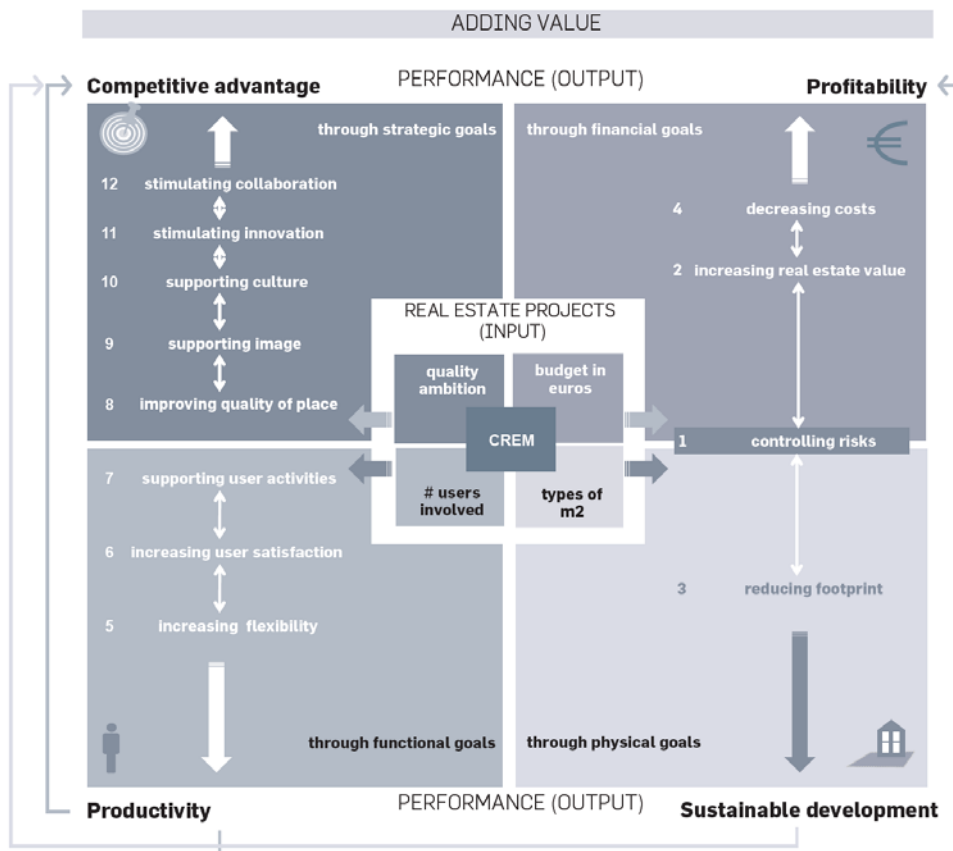 ADDING VALUE
PERFORMANCE (OUTPUT)
Competitive advantage
Profitability
through strategic goals
through financial goals
12 stimulating collaboration
11 stimulating innovation
10 supporting culture
9 supporting image
8 improving quality of place
4 decreasing costs
2 increasing real estate value
REAL ESTATE PROJECTS
(INPUT)
quality
ambition
budget in
euros
CREM
# users
involved
types of
m2
1 controlling risks
7 supporting user activities
6 increasing user satisfaction
5 increasing flexibility
3 reducing footprint
through functional goals
through physical goals
Productivity
PERFORMANCE (OUTPUT)
Sustainable development